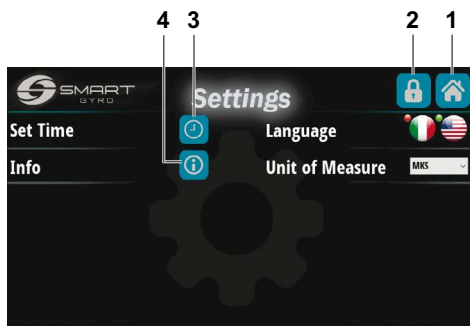 4 3 2 1
SMART
GYRO
Settings
Set Time
Language
Info
Unit of Measure
MKS